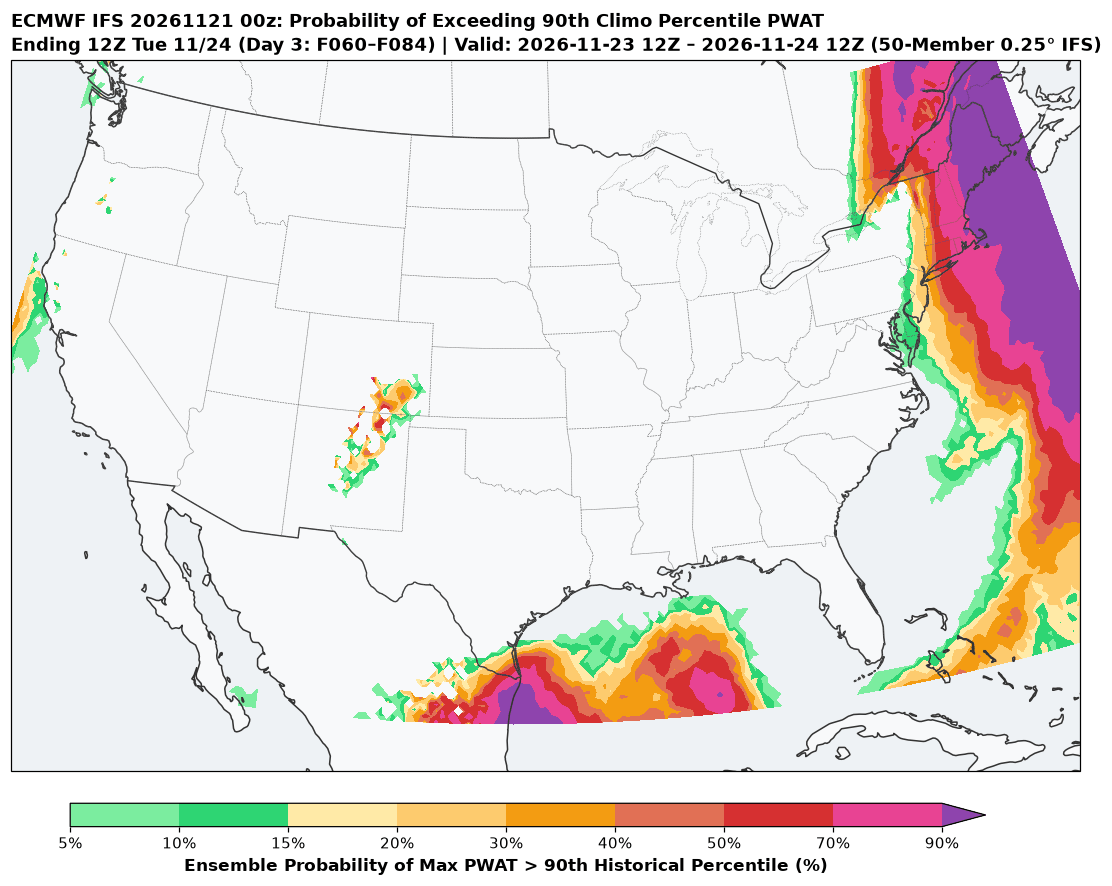 ECMWF IFS 20261121 00z: Probability of Exceeding 90th Climo Percentile PWAT
Ending 12Z Tue 11/24 (Day 3: F060–F084) | Valid: 2026-11-23 12Z – 2026-11-24 12Z (50-Member 0.25° IFS)
5% 10% 15% 20% 30% 40% 50% 70% 90%
Ensemble Probability of Max PWAT > 90th Historical Percentile (%)